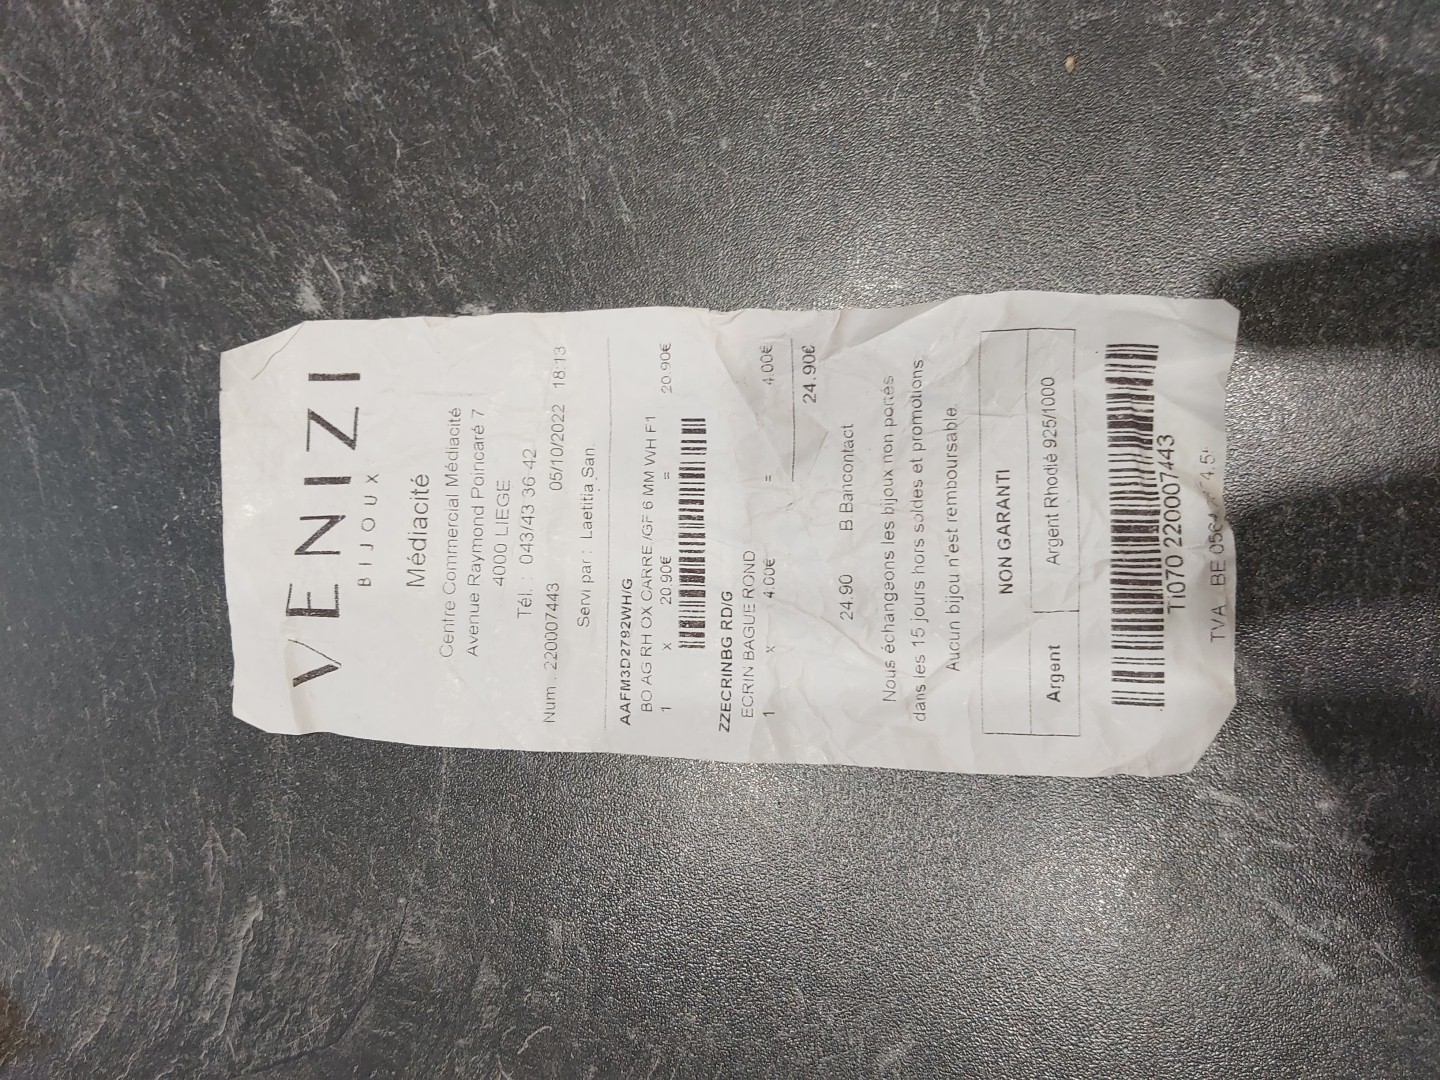 VENIZI
BIJOUX
Médiacité
Centre Commercial Médiacité
Avenue Raymond Poincaré 7
4000 LIEGE
Tél. : 043/43 36 42
Num : 220007443 05/10/2022 18:13
Servi par : Laetitia San
AAFM3D2792WH/G
BO AG RH OX CARRE /GF 6 MM WH F1
1 x 20.90€ = 20.90€
ZZECRINBG RD/G
ECRIN BAGUE ROND
1 x 4.00€ = 4.00€
24.90€
24.90 B Bancontact
Nous échangeons les bijoux non portés
dans les 15 jours hors soldes et promotions
Aucun bijou n'est remboursable.
NON GARANTI
Argent Argent Rhodié 925/1000
TI070 220007443
TVA BE